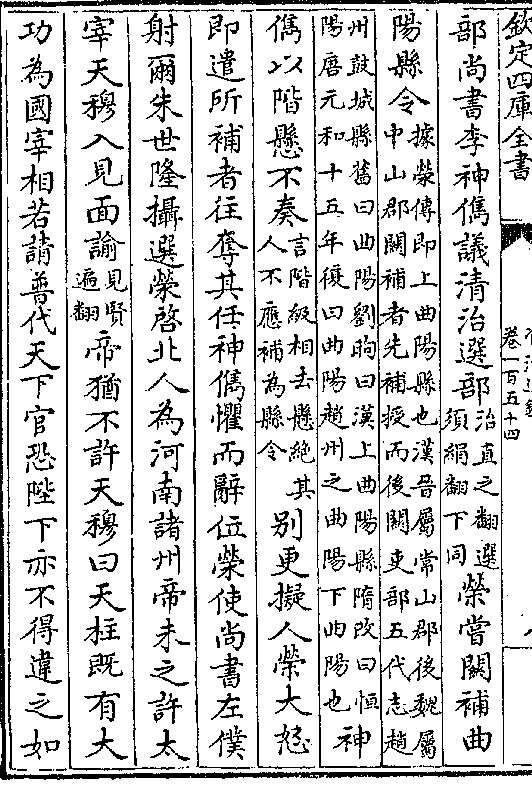 欽定四庫全書
卷一百五十四
部尚書李神儁議清治選部治直之翻選須絹翻下同榮嘗關補曲
陽縣令據榮傳即上曲陽縣也漢晉屬常山郡後魏屬中山郡關補者先補授而後關吏部五代志趙
州鼓城縣舊曰曲陽劉昫曰漢上曲陽縣隋改曰恒陽唐元和十五年復曰曲陽趙州之曲陽下曲陽也神
儁以階懸不奏言階級相去懸絶其人不應補為縣令别更擬人榮大怒
即遣所補者往奪其任神儁懼而辭位榮使尚書左僕
射爾朱世隆攝選榮啓北人為河南諸州帝未之許太
宰天穆入見面諭見賢遍翻帝猶不許天穆曰天柱既有大
功為國宰相若請普代天下官恐陛下亦不得違之如